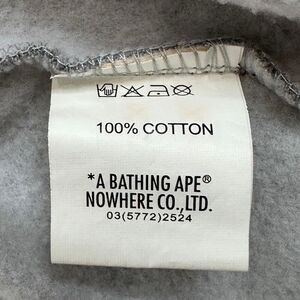 100% COTTON
*A BATHING APE®
NOWHERE CO.,LTD.
03(5772)2524